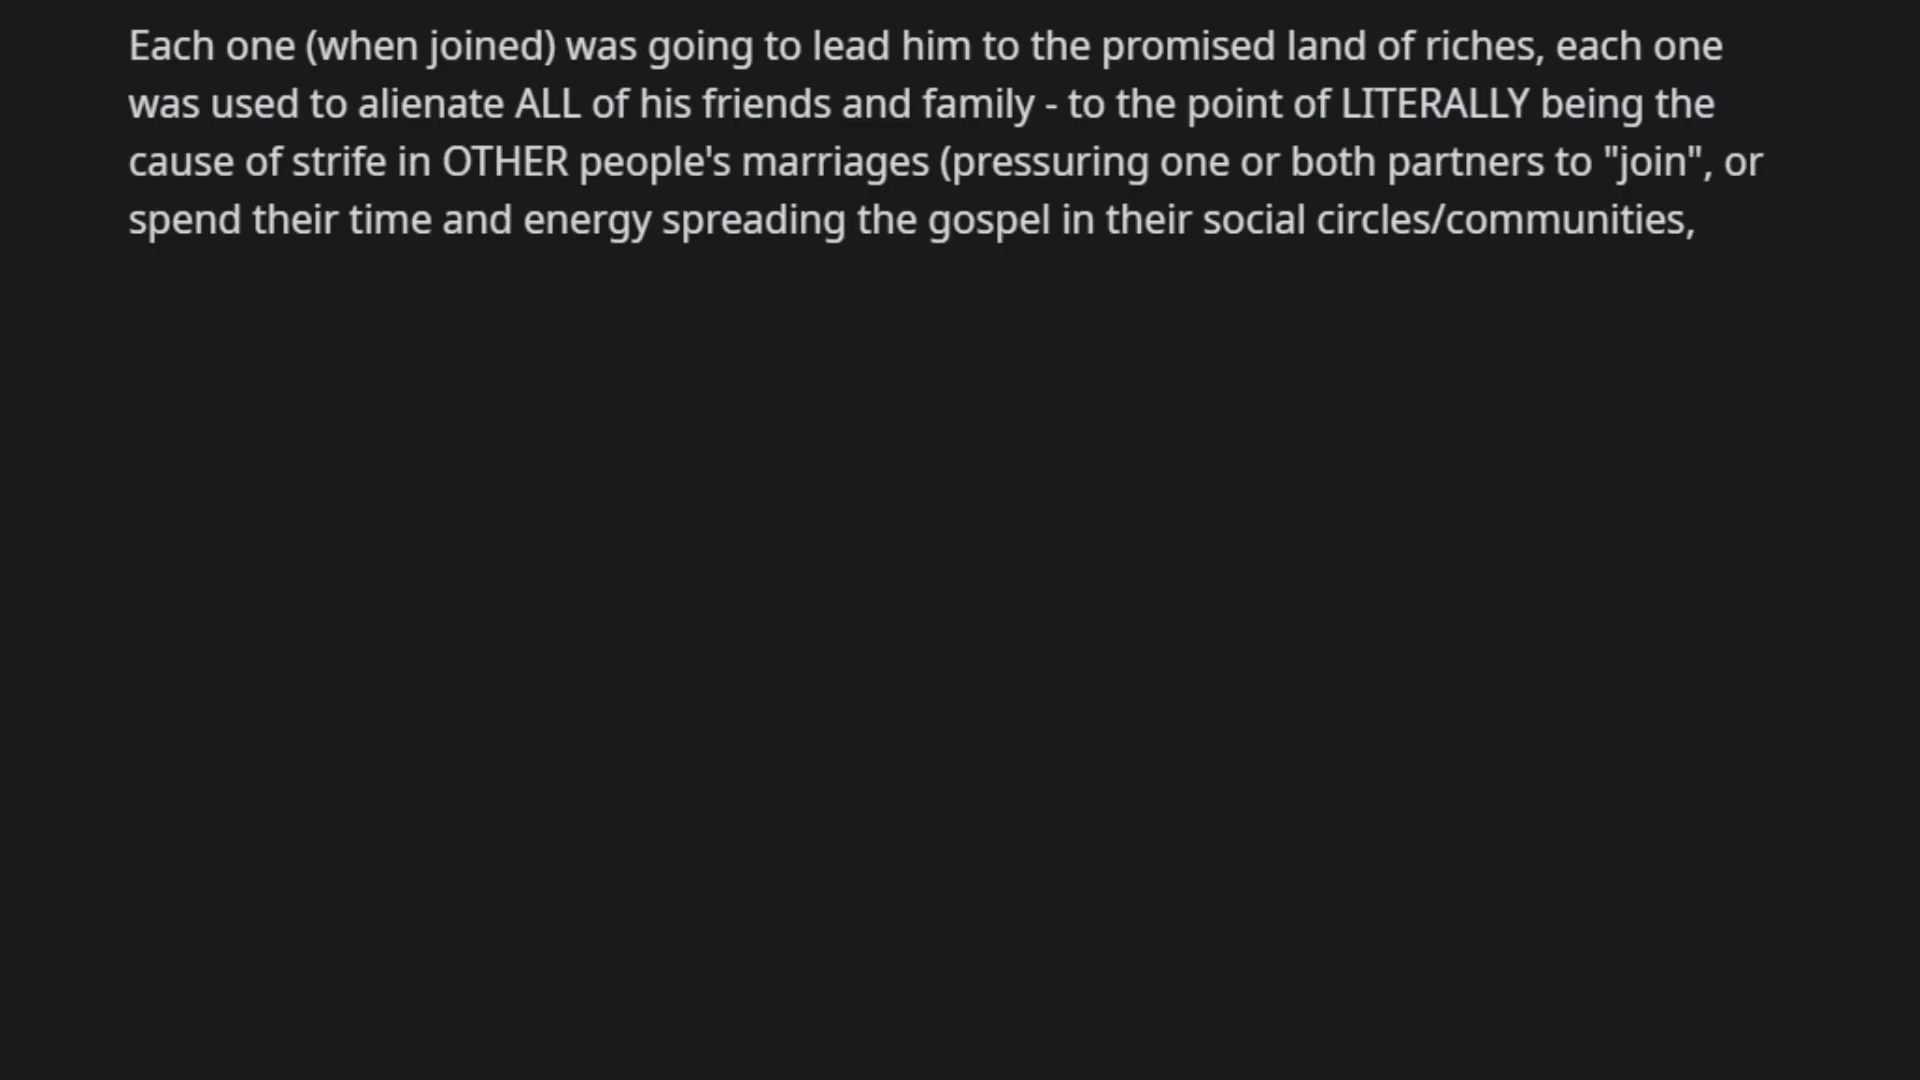 Each one (when joined) was going to lead him to the promised land of riches, each one
was used to alienate ALL of his friends and family - to the point of LITERALLY being the
cause of strife in OTHER people's marriages (pressuring one or both partners to "join", or
spend their time and energy spreading the gospel in their social circles/communities,